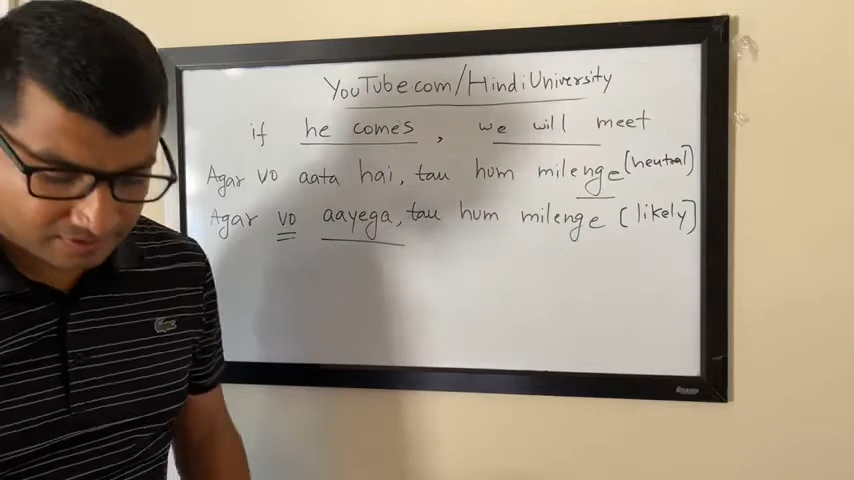 YouTube.com/HindiUniversity
if he comes, we will meet
Agar vo aata hai, tau hum milenge (neutral)
Agar vo aayega, tau hum milenge (likely)